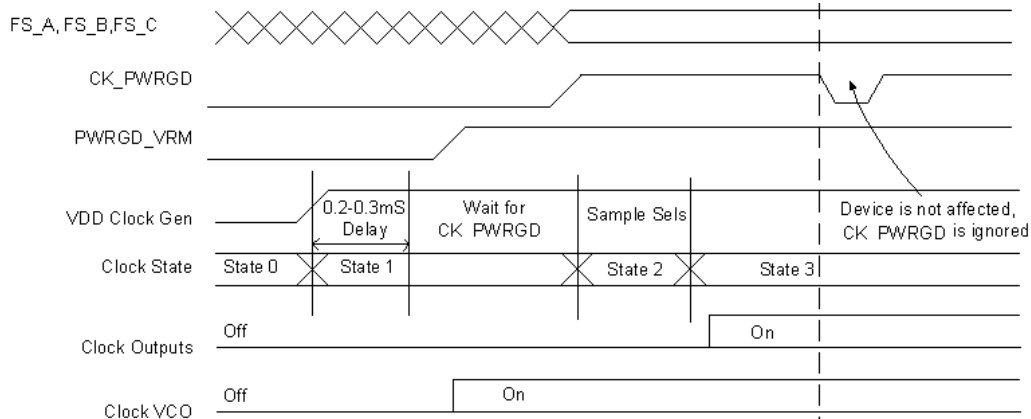 FS_A, FS_B,FS_C
CK_PWRGD
PWRGD_VRM
VDD Clock Gen
0.2-0.3mS
Delay
Wait for
CK PWRGD
Sample Sels
Device is not affected,
CK PWRGD is ignored
Clock State
State 0
State 1
State 2
State 3
Clock Outputs
Off
On
Clock VCO
Off
On